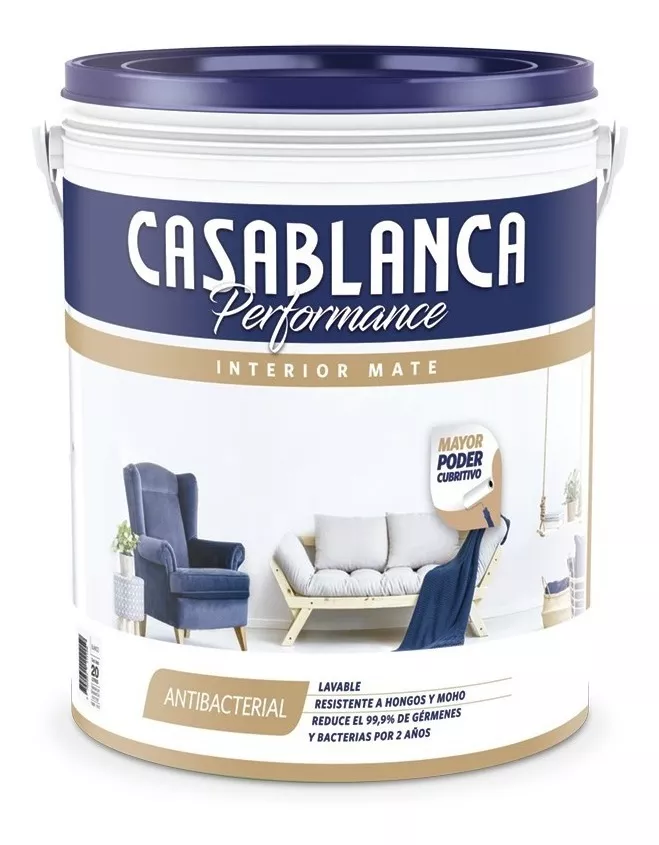 CASABLANCA
Performance
INTERIOR MATE
MAYOR
PODER
CUBRITIVO
ANTIBACTERIAL
LAVABLE
RESISTENTE A HONGOS Y MOHO
REDUCE EL 99,9% DE GÉRMENES
Y BACTERIAS POR 2 AÑOS